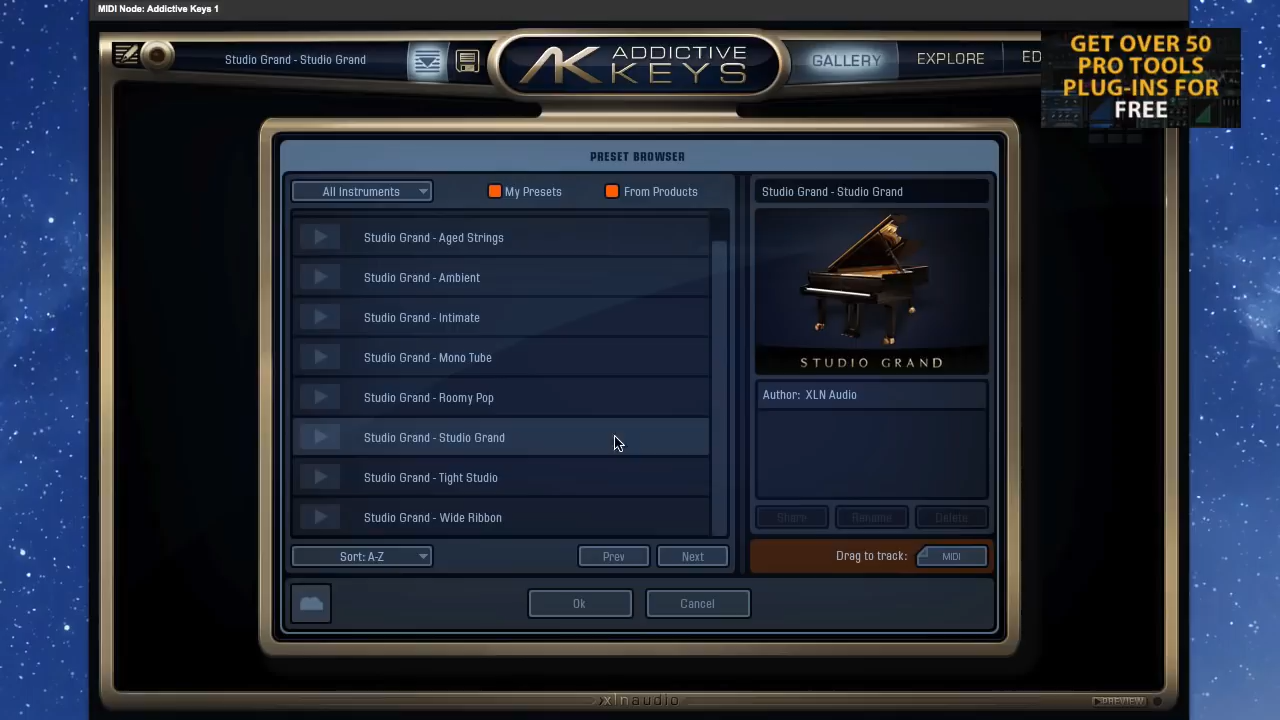 MIDI Node: Addictive Keys 1
Studio Grand - Studio Grand
AK ADDICTIVE KEYS
GALLERY
EXPLORE
ED
GET OVER 50
PRO TOOLS
PLUG-INS FOR
FREE
PRESET BROWSER
All Instruments
My Presets
From Products
Studio Grand - Studio Grand
Studio Grand - Aged Strings
Studio Grand - Ambient
Studio Grand - Intimate
Studio Grand - Mono Tube
Studio Grand - Roomy Pop
Studio Grand - Studio Grand
Studio Grand - Tight Studio
Studio Grand - Wide Ribbon
STUDIO GRAND
Author: XLN Audio
Share
Rename
Delete
Sort: A-Z
Prev
Next
Drag to track:
MIDI
Ok
Cancel
xlnaudio
PREVIEW